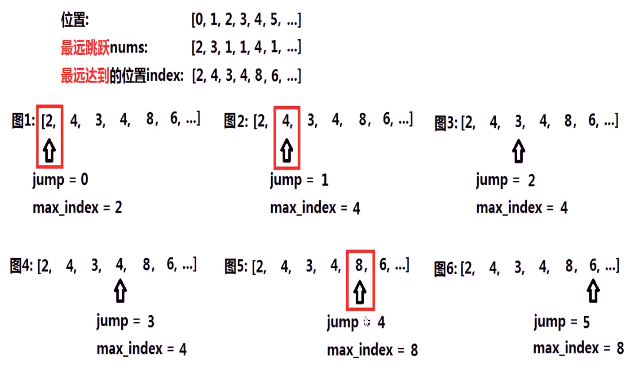 位置: [0, 1, 2, 3, 4, 5, ...]
最远跳跃nums: [2, 3, 1, 1, 4, 1, ...]
最远达到的位置index: [2, 4, 3, 4, 8, 6, ...]
图1: [2, 4, 3, 4, 8, 6, ...]
jump = 0
max_index = 2
图2: [2, 4, 3, 4, 8, 6, ...]
jump = 1
max_index = 4
图3: [2, 4, 3, 4, 8, 6, ...]
jump = 2
max_index = 4
图4: [2, 4, 3, 4, 8, 6, ...]
jump = 3
max_index = 4
图5: [2, 4, 3, 4, 8, 6, ...]
jump = 4
max_index = 8
图6: [2, 4, 3, 4, 8, 6, ...]
jump = 5
max_index = 8